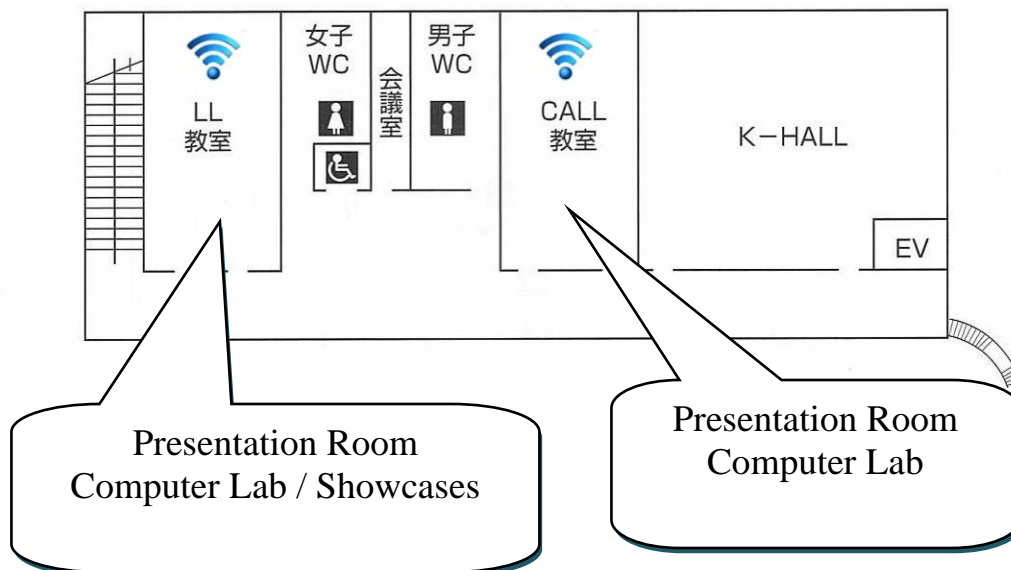 LL
教室
女子
WC
会議室
男子
WC
CALL
教室
K-HALL
EV
Presentation Room
Computer Lab / Showcases
Presentation Room
Computer Lab